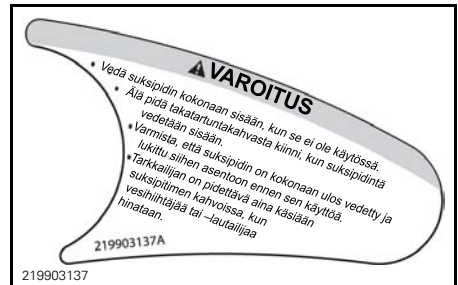 VAROITUS
• Vedä suksipidin kokonaan sisään, kun se ei ole käytössä.
• Älä pidä takatartuntakahvasta kiinni, kun suksipidintä
vedetään sisään.
•Varmista, että suksipidin on kokonaan ulos vedetty ja
lukittu siihen asentoon ennen sen käyttöä.
•Tarkkailijan on pidettävä aina käsiään
suksipitimen kahvoissa, kun
vesihiihtäjää tai –lautailijaa
hinataan.
219903137A
219903137